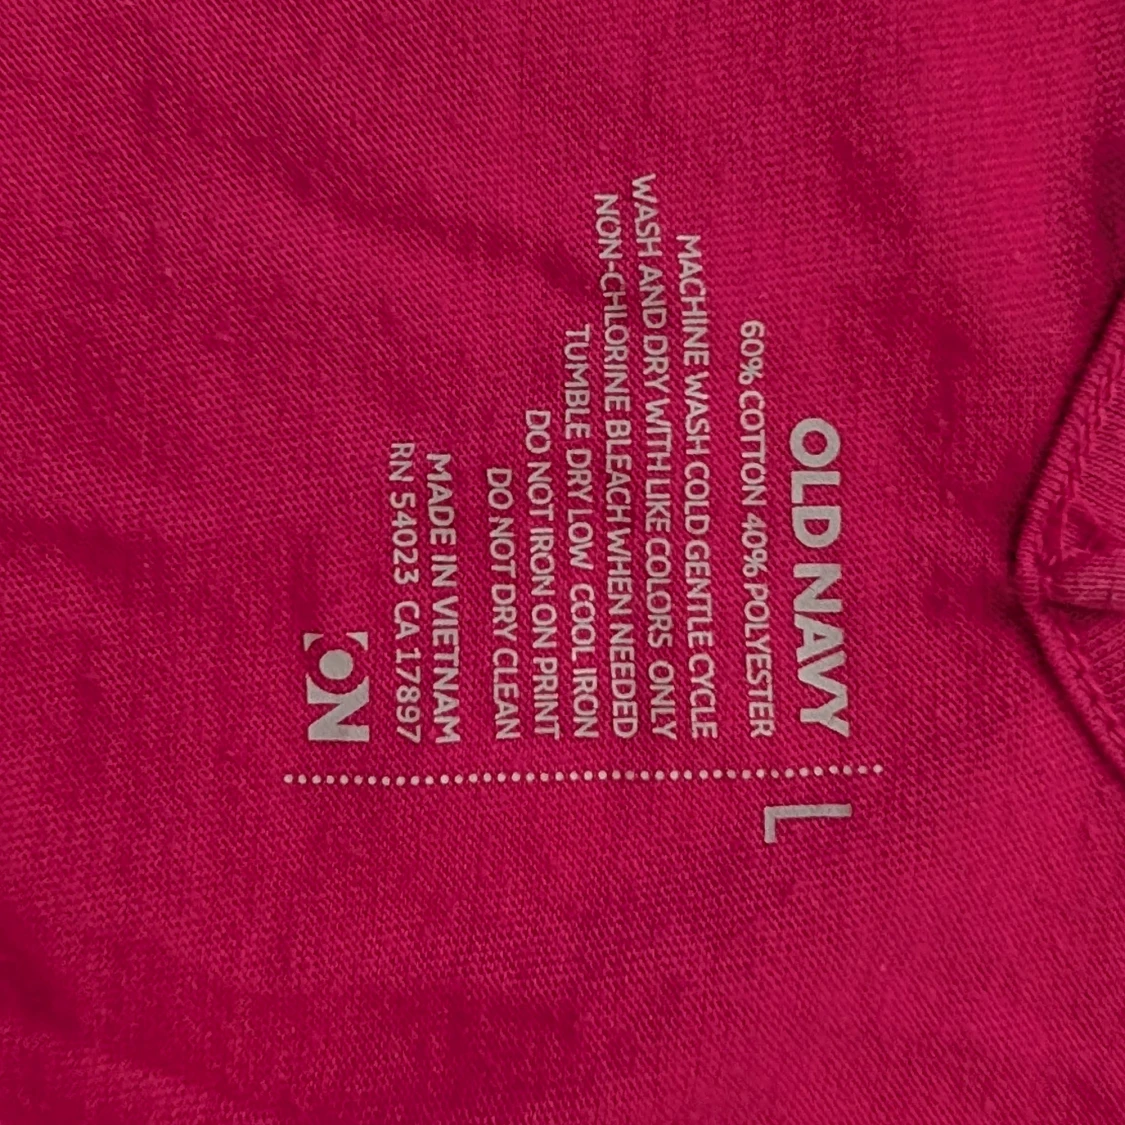 OLD NAVY
60% COTTON 40% POLYESTER
MACHINE WASH COLD GENTLE CYCLE
WASH AND DRY WITH LIKE COLORS ONLY
NON-CHLORINE BLEACH WHEN NEEDED
TUMBLE DRY LOW COOL IRON
DO NOT IRON ON PRINT
DO NOT DRY CLEAN
MADE IN VIETNAM
RN 54023 CA 17897
ON
L